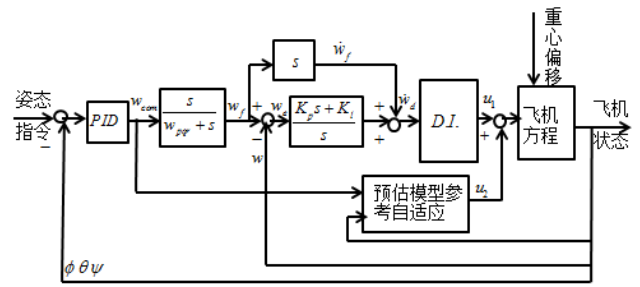 重心偏移
s
ẇ_f
姿态
指令
−
PID
w_com
s
w_pqr + s
w_f
+
−
w
w_e
K_p s + K_i
s
+
+
ẇ_d
D.I.
u_1
+
飞机
方程
飞机
状态
预估模型参
考自适应
u_2
ϕ θ ψ